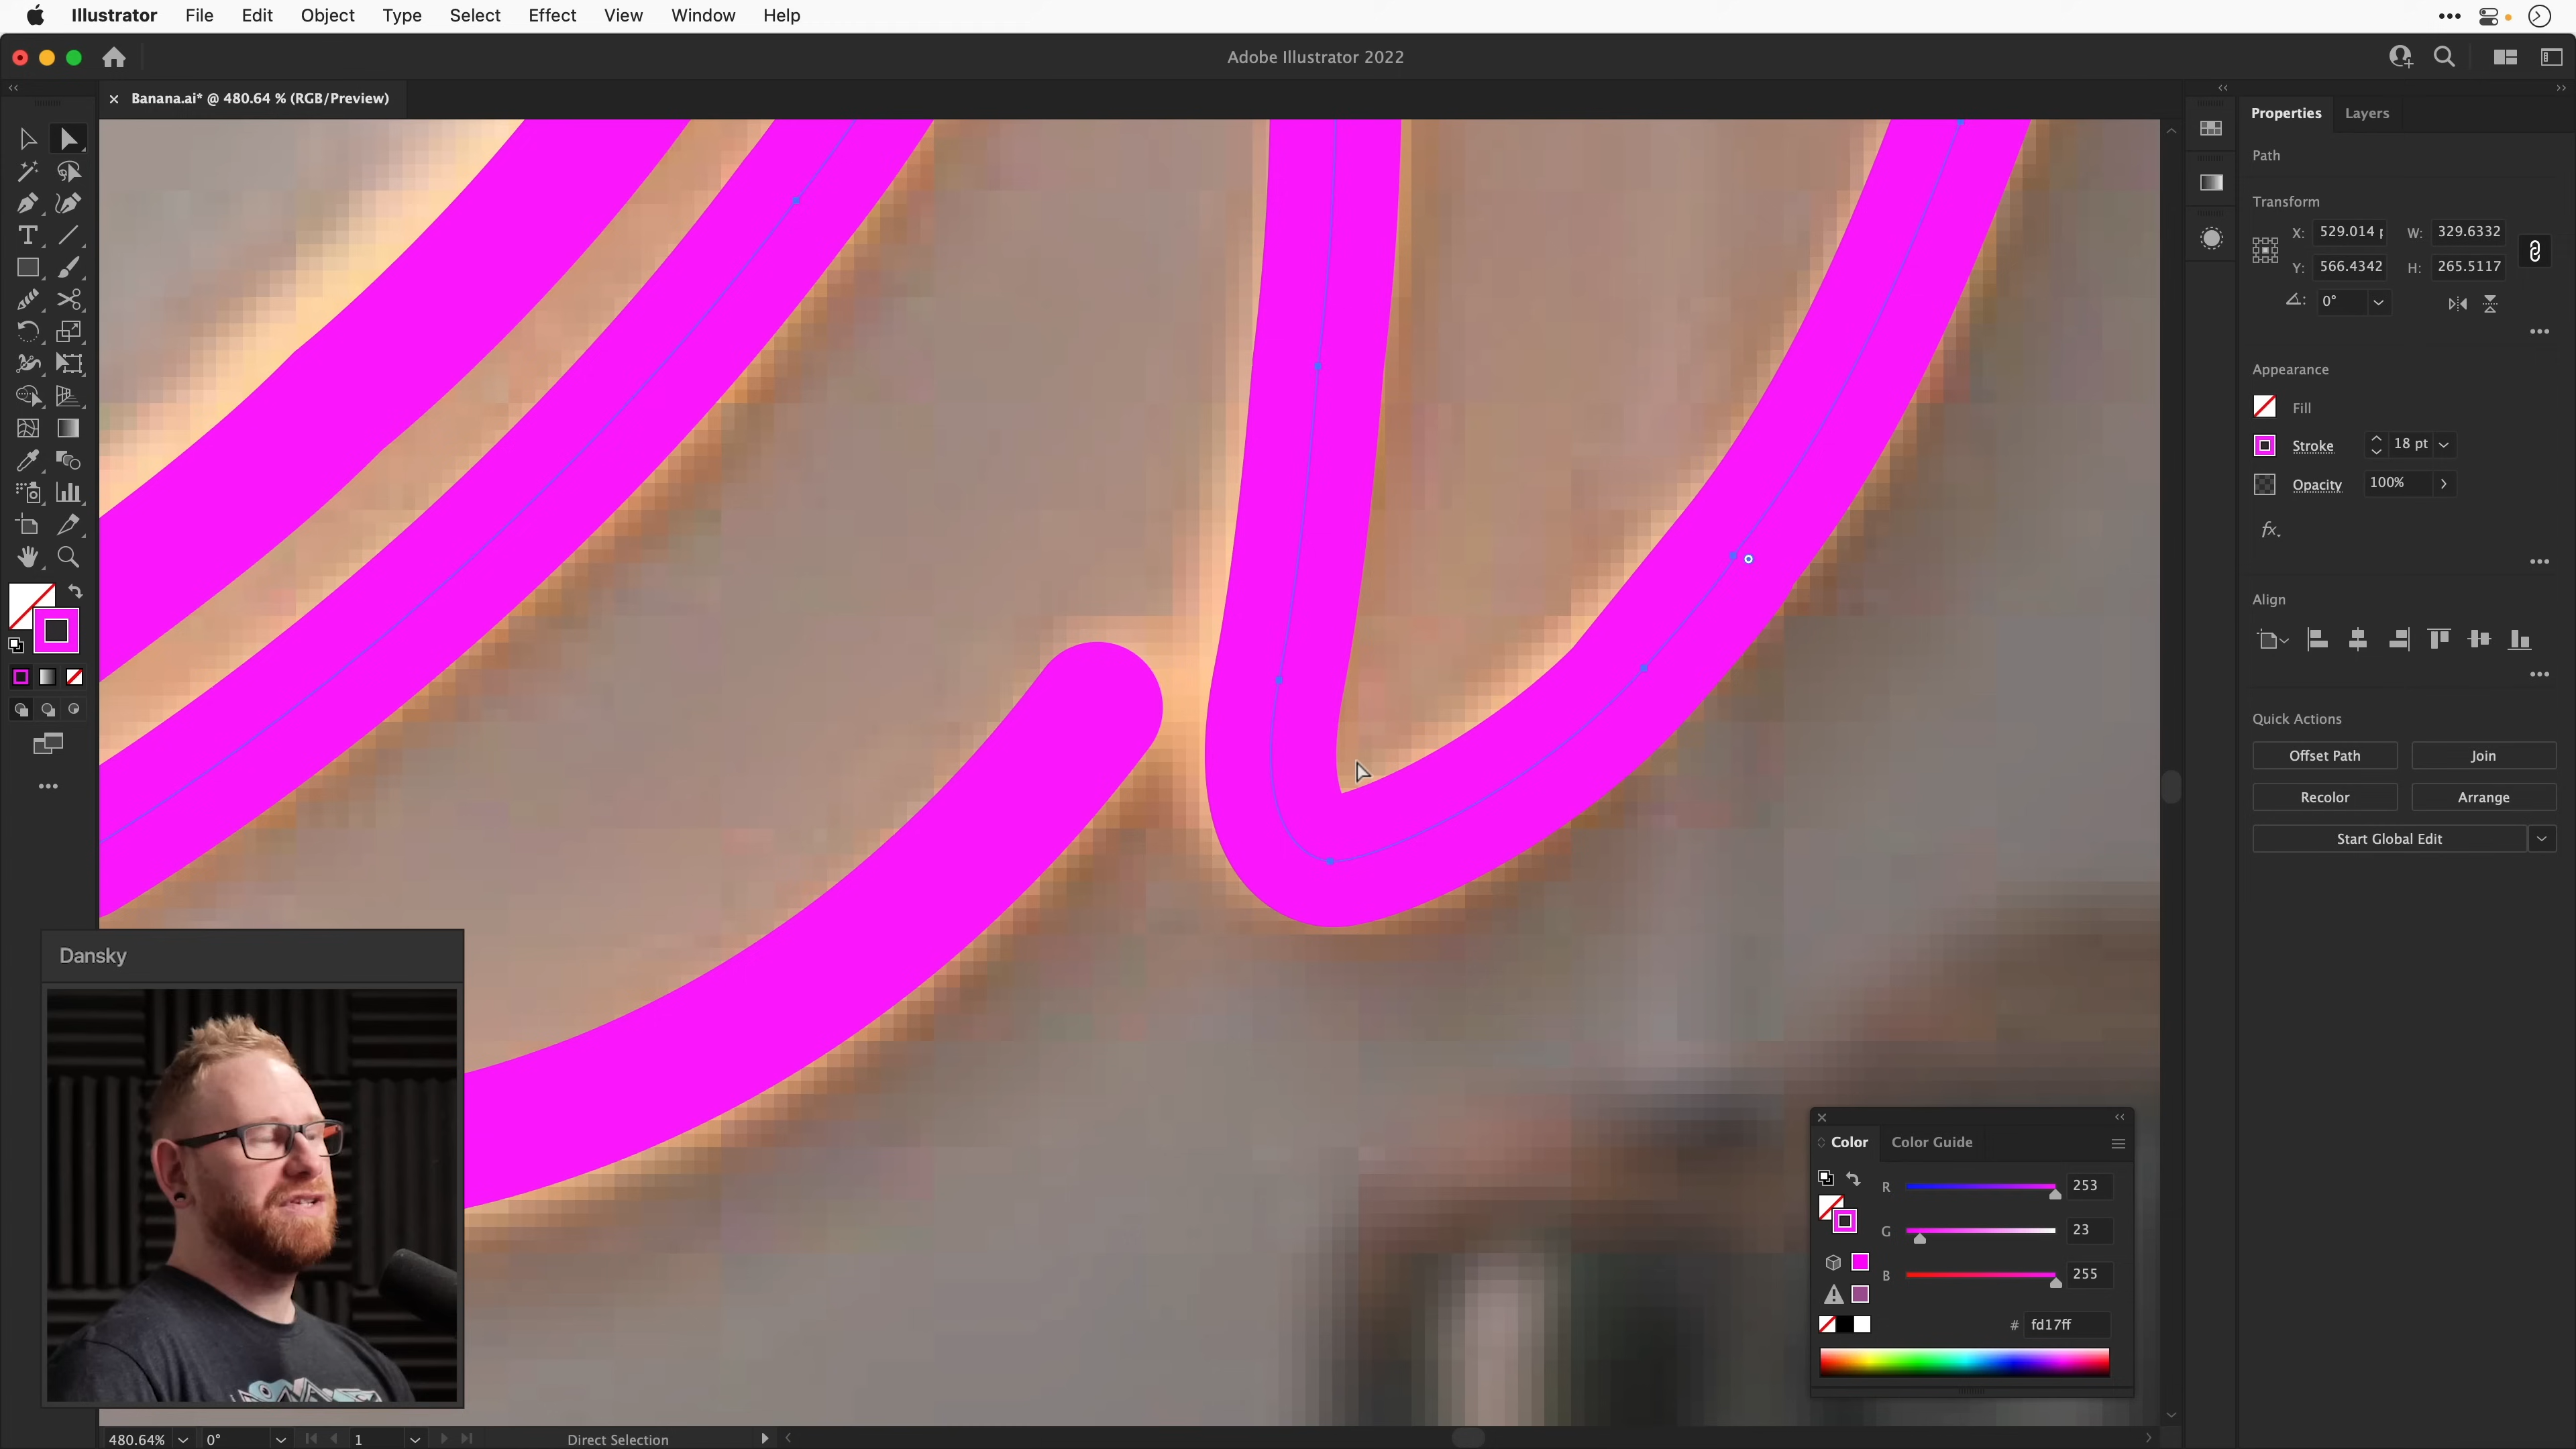 Illustrator File Edit Object Type Select Effect View Window Help
Adobe Illustrator 2022
Banana.ai* @ 480.64 % (RGB/Preview)
Properties Layers
Path
Transform
X: 529.014 W: 329.6332
Y: 566.4342 H: 265.5117
0°
Appearance
Fill
Stroke 18 pt
Opacity 100%
fx.
Align
Quick Actions
Offset Path Join
Recolor Arrange
Start Global Edit
Dansky
Color Color Guide
R 253
G 23
B 255
# fd17ff
480.64% 0° 1 Direct Selection